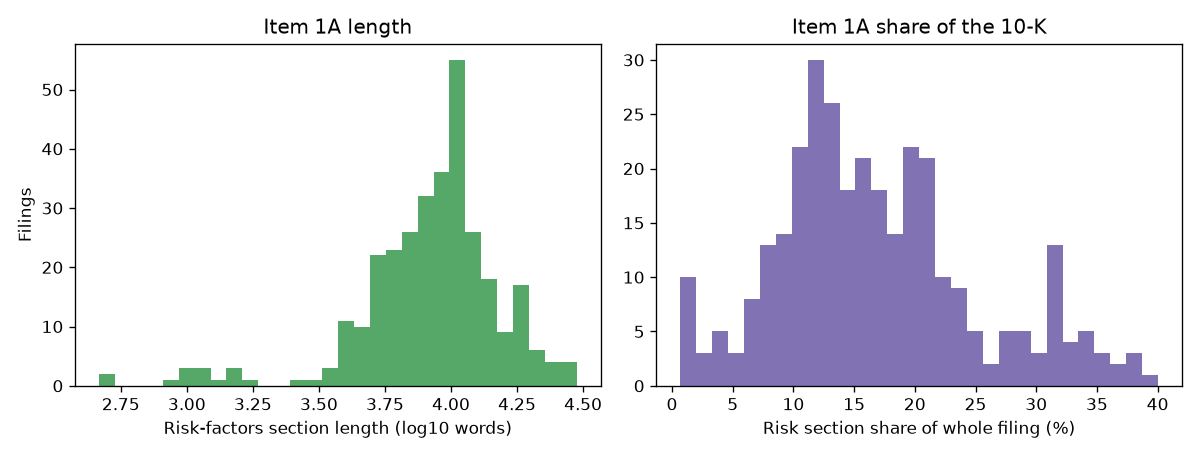 Item 1A length
Filings
50
40
30
20
10
0
2.75 3.00 3.25 3.50 3.75 4.00 4.25 4.50
Risk-factors section length (log10 words)
Item 1A share of the 10-K
30
25
20
15
10
5
0
0 5 10 15 20 25 30 35 40
Risk section share of whole filing (%)